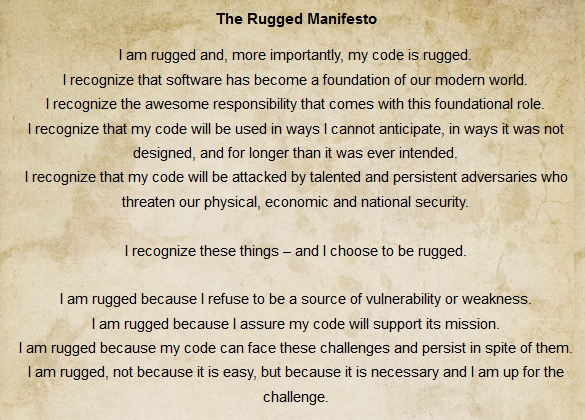 The Rugged Manifesto
I am rugged and, more importantly, my code is rugged.
I recognize that software has become a foundation of our modern world.
I recognize the awesome responsibility that comes with this foundational role.
I recognize that my code will be used in ways I cannot anticipate, in ways it was not
designed, and for longer than it was ever intended.
I recognize that my code will be attacked by talented and persistent adversaries who
threaten our physical, economic and national security.
I recognize these things – and I choose to be rugged.
I am rugged because I refuse to be a source of vulnerability or weakness.
I am rugged because I assure my code will support its mission.
I am rugged because my code can face these challenges and persist in spite of them.
I am rugged, not because it is easy, but because it is necessary and I am up for the
challenge.